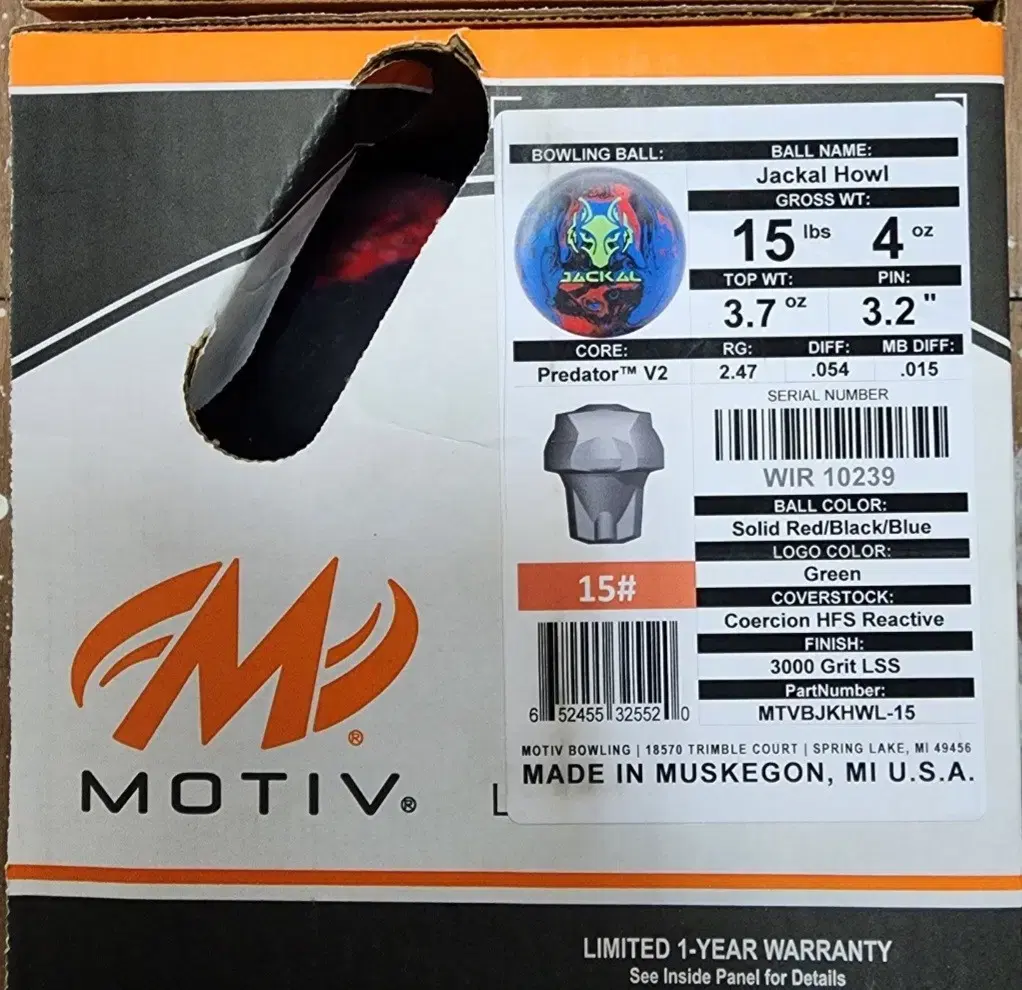 BOWLING BALL:
BALL NAME:
Jackal Howl
GROSS WT:
15 lbs 4 oz
JACKAL
TOP WT: PIN:
3.7 oz 3.2"
CORE: RG: DIFF: MB DIFF:
Predator™ V2 2.47 .054 .015
SERIAL NUMBER
WIR 10239
BALL COLOR:
Solid Red/Black/Blue
LOGO COLOR:
Green
15#
COVERSTOCK:
Coercion HFS Reactive
FINISH:
3000 Grit LSS
PartNumber:
MTVBJKHWL-15
6 52455 32552 0
MOTIV BOWLING | 18570 TRIMBLE COURT | SPRING LAKE, MI 49456
MADE IN MUSKEGON, MI U.S.A.
M®
MOTIV®
L
LIMITED 1-YEAR WARRANTY
See Inside Panel for Details